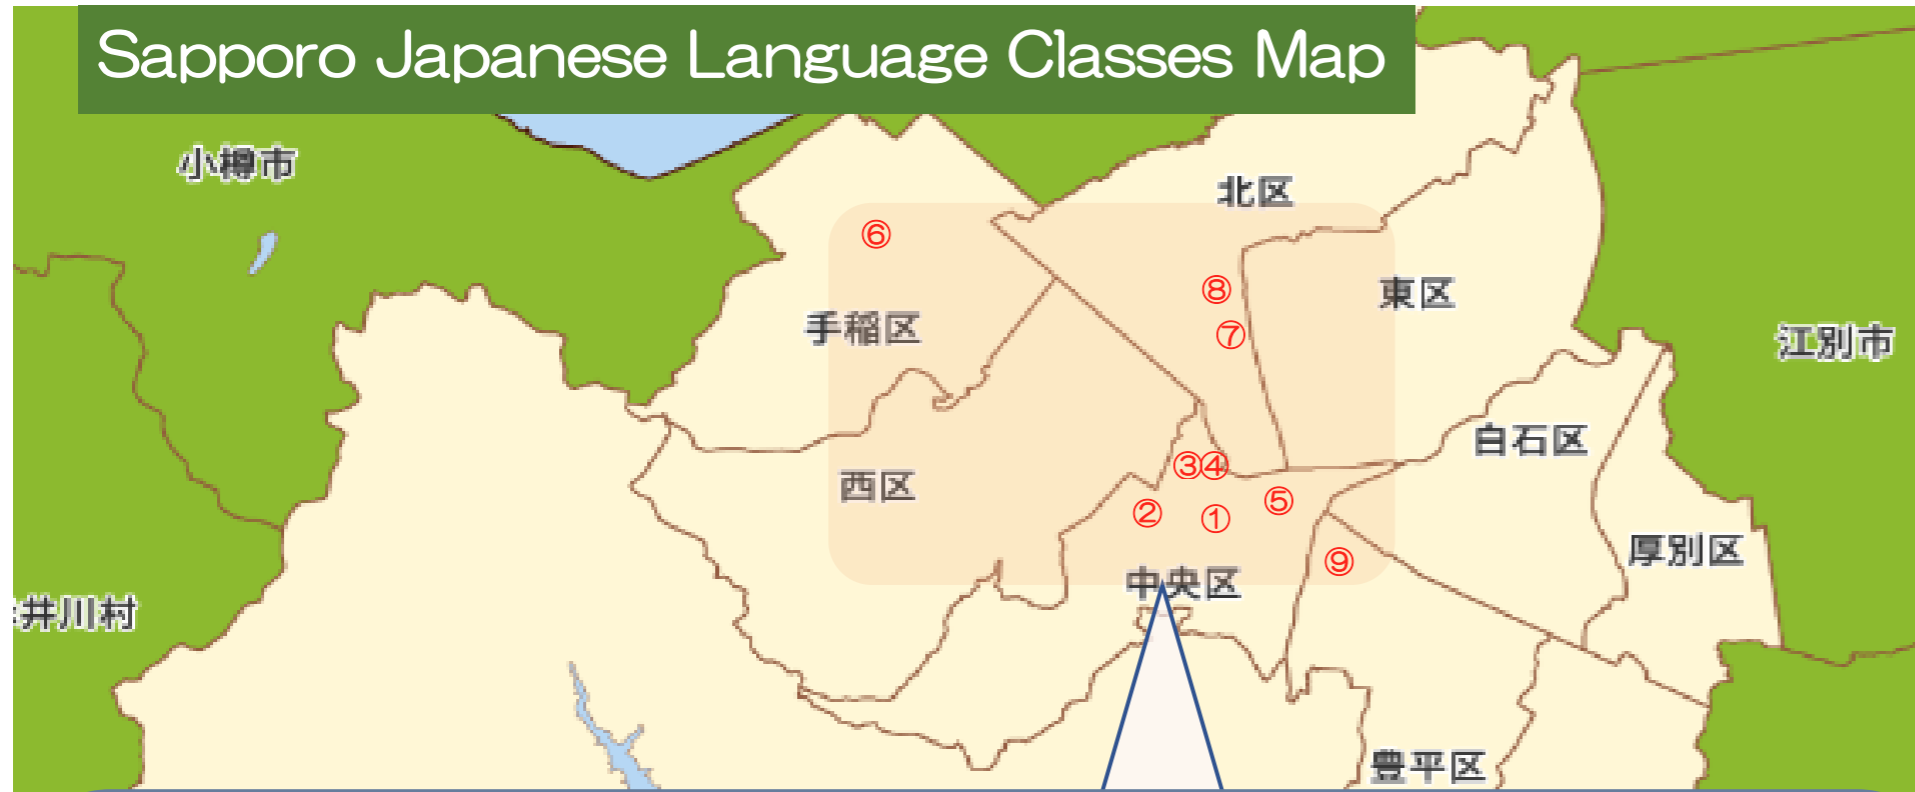 Sapporo Japanese Language Classes Map
小樽市
北区
⑥
⑧
東区
手稲区
⑦
江別市
白石区
③④
西区
②
①
⑤
厚別区
⑨
中央区
井川村
豊平区